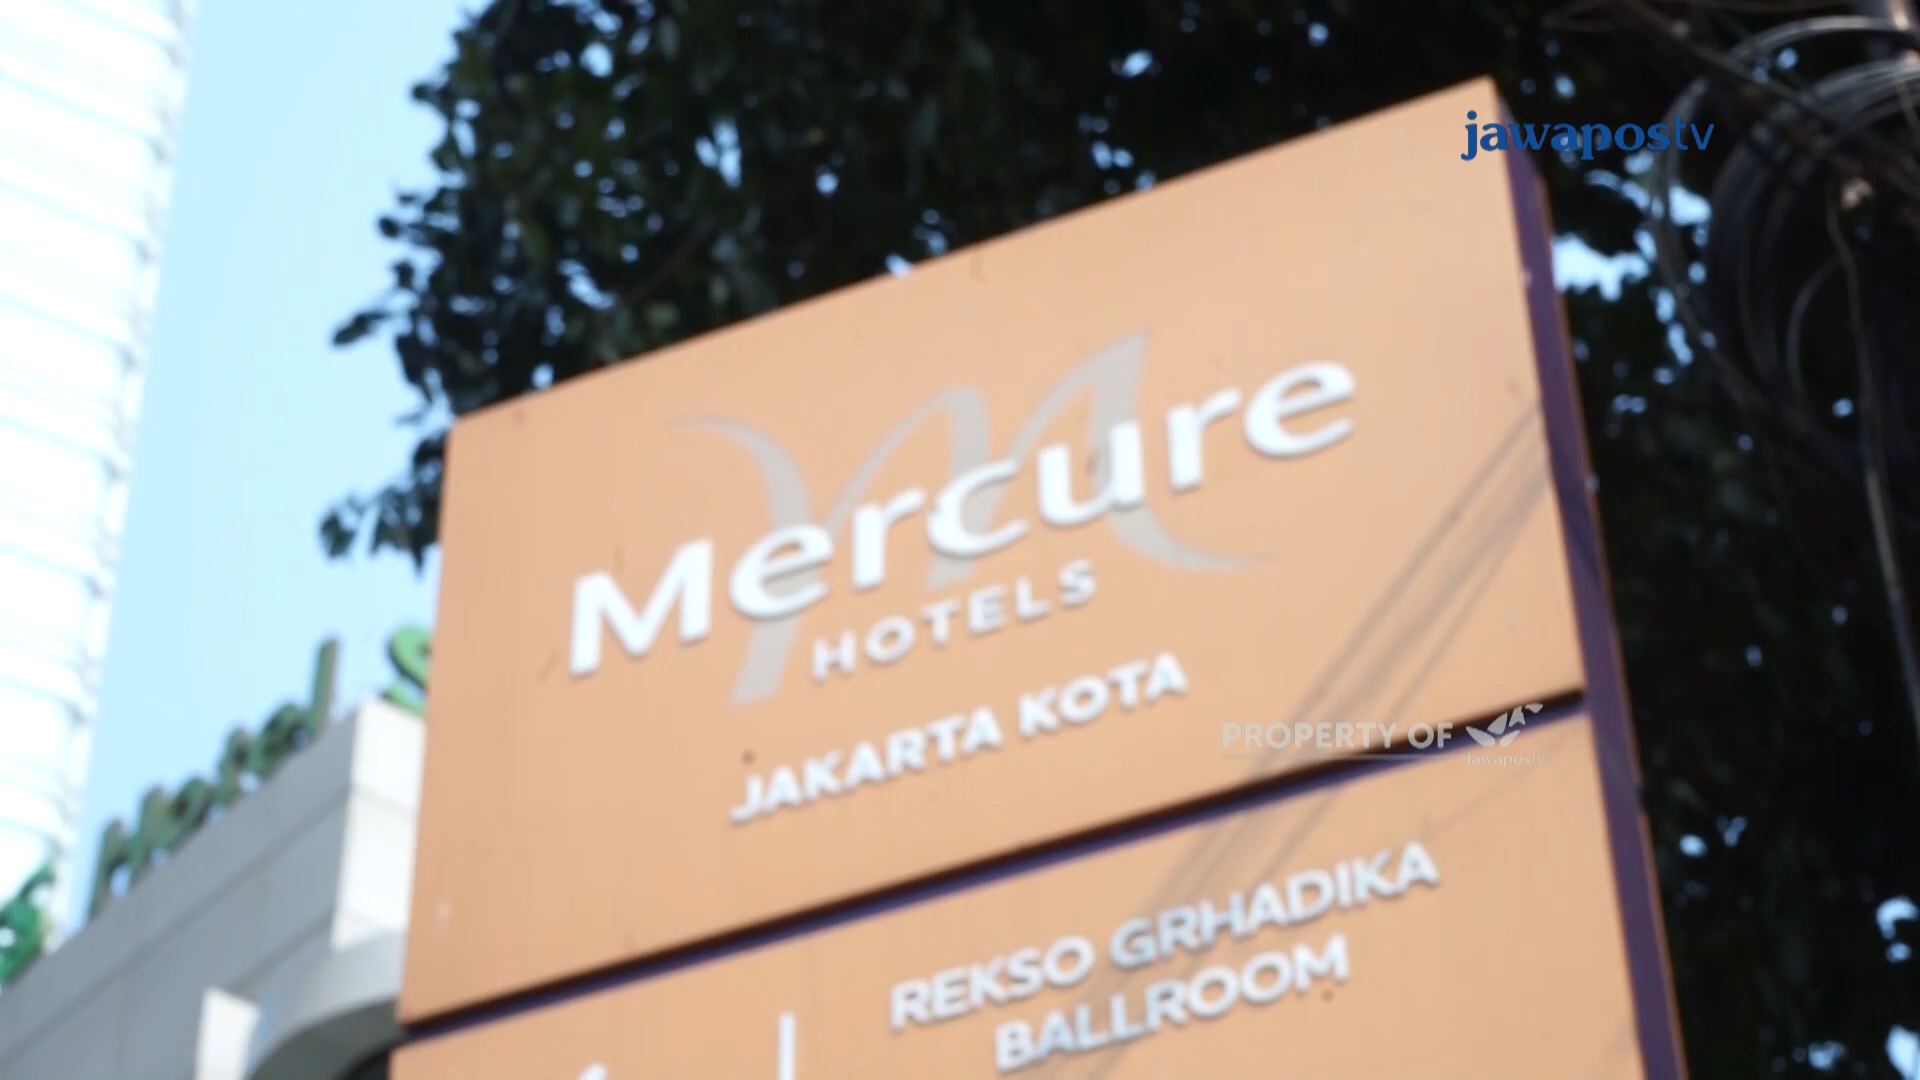 jawapostv
Mercure
HOTELS
JAKARTA KOTA
PROPERTY OF
jawapostv
REKSO GRHADIKA
BALLROOM